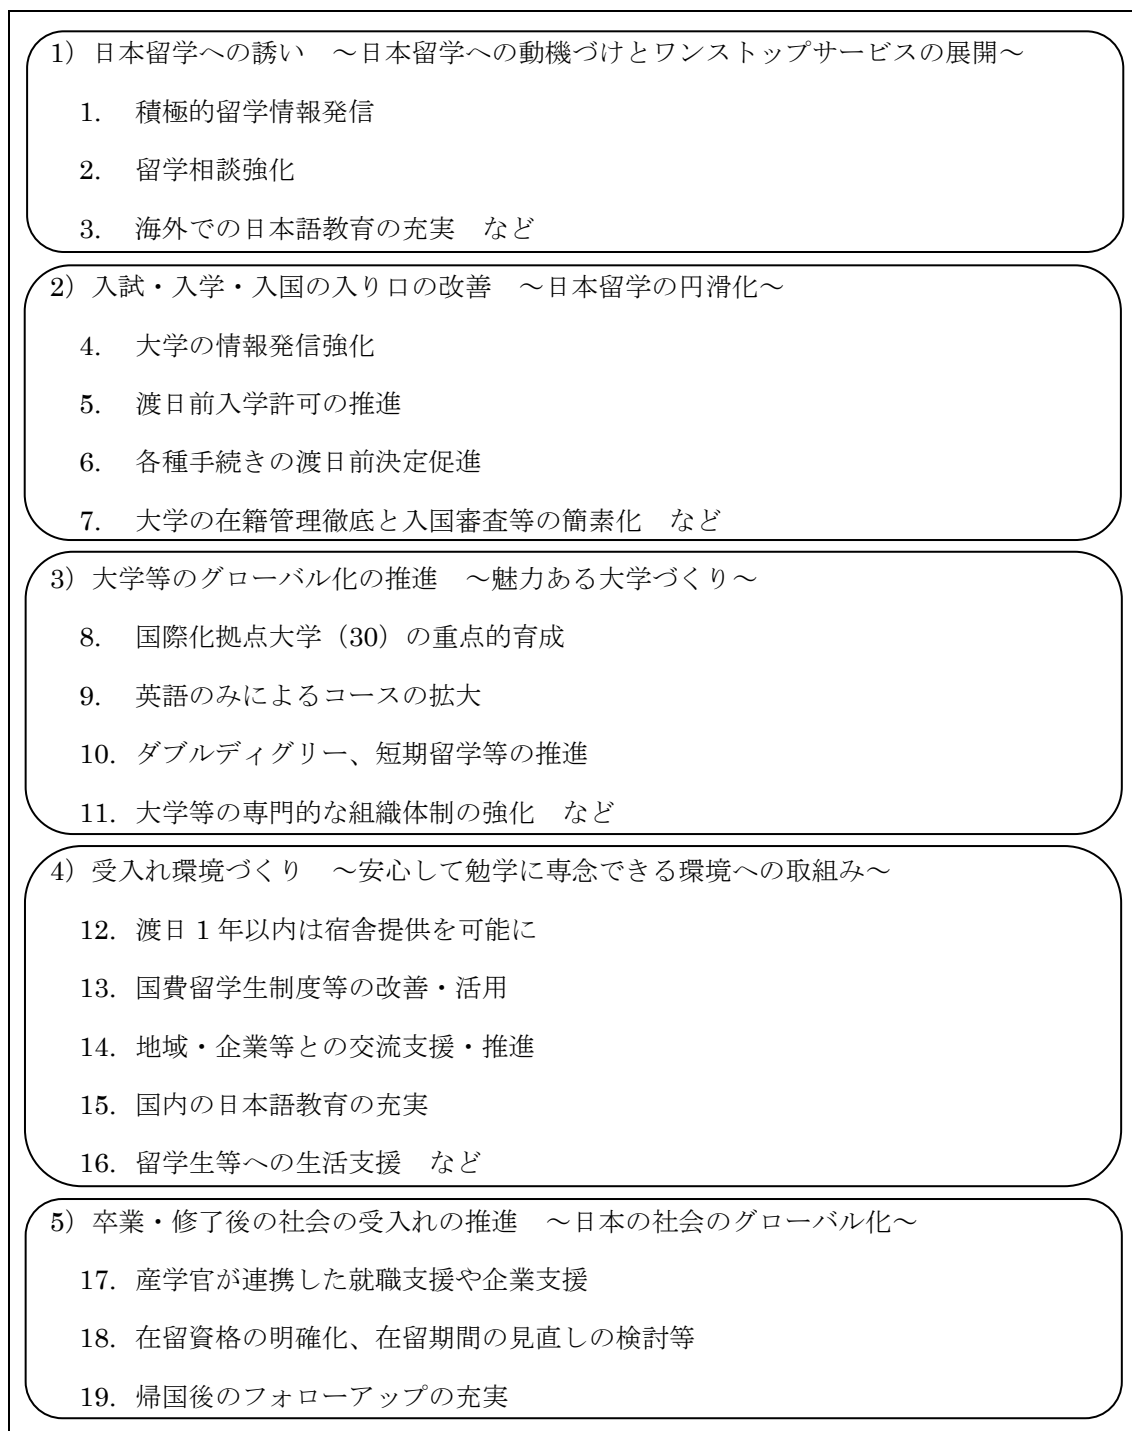 1）日本留学への誘い　～日本留学への動機づけとワンストップサービスの展開～
1.　積極的留学情報発信
2.　留学相談強化
3.　海外での日本語教育の充実　など
2）入試・入学・入国の入り口の改善　～日本留学の円滑化～
4.　大学の情報発信強化
5.　渡日前入学許可の推進
6.　各種手続きの渡日前決定促進
7.　大学の在籍管理徹底と入国審査等の簡素化　など
3）大学等のグローバル化の推進　～魅力ある大学づくり～
8.　国際化拠点大学（30）の重点的育成
9.　英語のみによるコースの拡大
10. ダブルディグリー、短期留学等の推進
11. 大学等の専門的な組織体制の強化　など
4）受入れ環境づくり　～安心して勉学に専念できる環境への取組み～
12. 渡日 1 年以内は宿舎提供を可能に
13. 国費留学生制度等の改善・活用
14. 地域・企業等との交流支援・推進
15. 国内の日本語教育の充実
16. 留学生等への生活支援　など
5）卒業・修了後の社会の受入れの推進　～日本の社会のグローバル化～
17. 産学官が連携した就職支援や企業支援
18. 在留資格の明確化、在留期間の見直しの検討等
19. 帰国後のフォローアップの充実